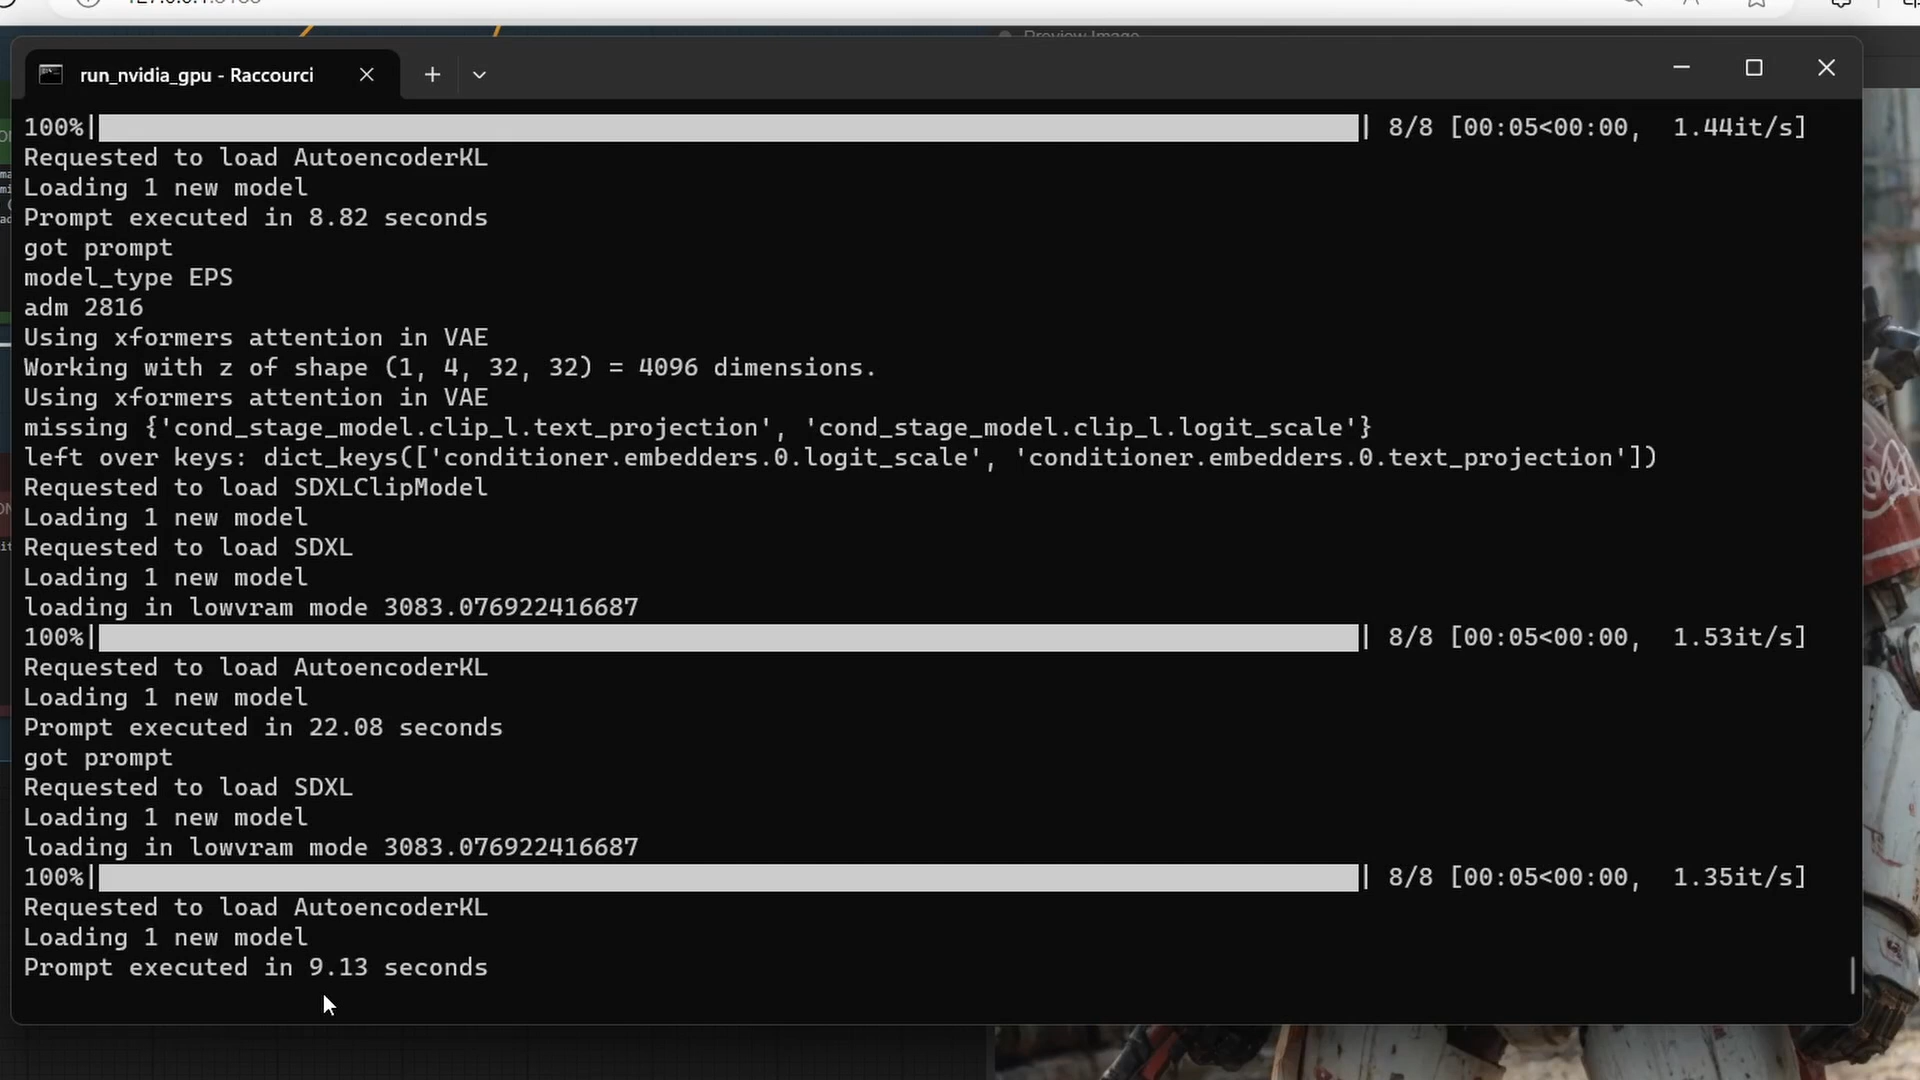 Preview Image
run_nvidia_gpu - Raccourci
100%| 8/8 [00:05<00:00, 1.44it/s]
Requested to load AutoencoderKL
Loading 1 new model
Prompt executed in 8.82 seconds
got prompt
model_type EPS
adm 2816
Using xformers attention in VAE
Working with z of shape (1, 4, 32, 32) = 4096 dimensions.
Using xformers attention in VAE
missing {'cond_stage_model.clip_l.text_projection', 'cond_stage_model.clip_l.logit_scale'}
left over keys: dict_keys(['conditioner.embedders.0.logit_scale', 'conditioner.embedders.0.text_projection'])
Requested to load SDXLClipModel
Loading 1 new model
Requested to load SDXL
Loading 1 new model
loading in lowvram mode 3083.076922416687
100%| 8/8 [00:05<00:00, 1.53it/s]
Requested to load AutoencoderKL
Loading 1 new model
Prompt executed in 22.08 seconds
got prompt
Requested to load SDXL
Loading 1 new model
loading in lowvram mode 3083.076922416687
100%| 8/8 [00:05<00:00, 1.35it/s]
Requested to load AutoencoderKL
Loading 1 new model
Prompt executed in 9.13 seconds